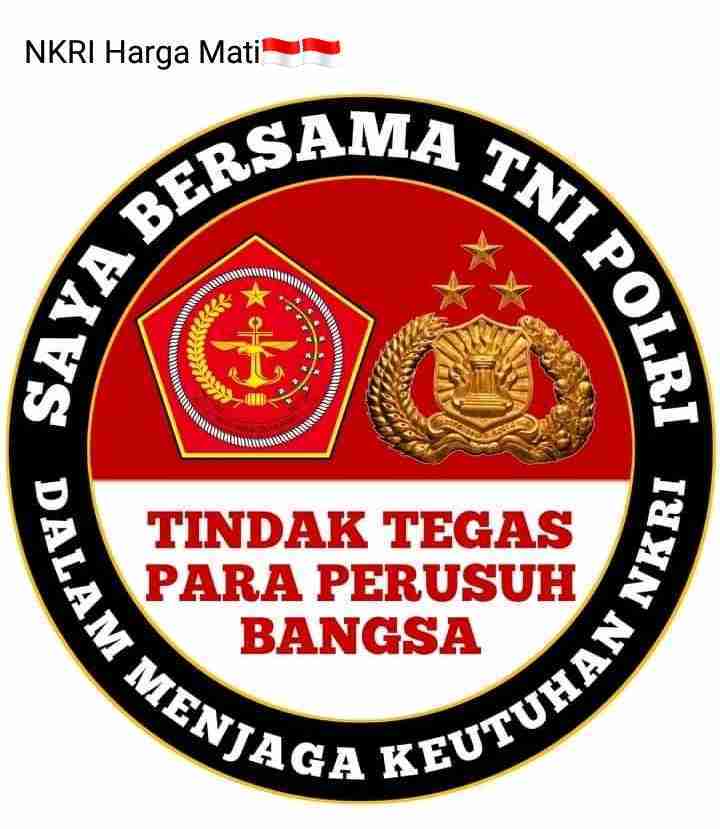 NKRI Harga Mati🇮🇩🇮🇩
SAYA BERSAMA TNI POLRI
TINDAK TEGAS
PARA PERUSUH
BANGSA
DALAM MENJAGA KEUTUHAN NKRI